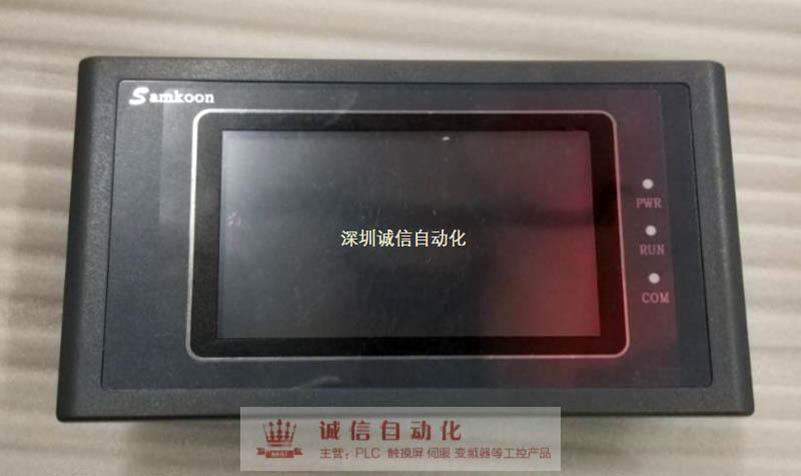 Samkoon
PWR
RUN
COM
深圳诚信自动化
诚信自动化
主营：PLC 触摸屏 伺服 变频器等工控产品